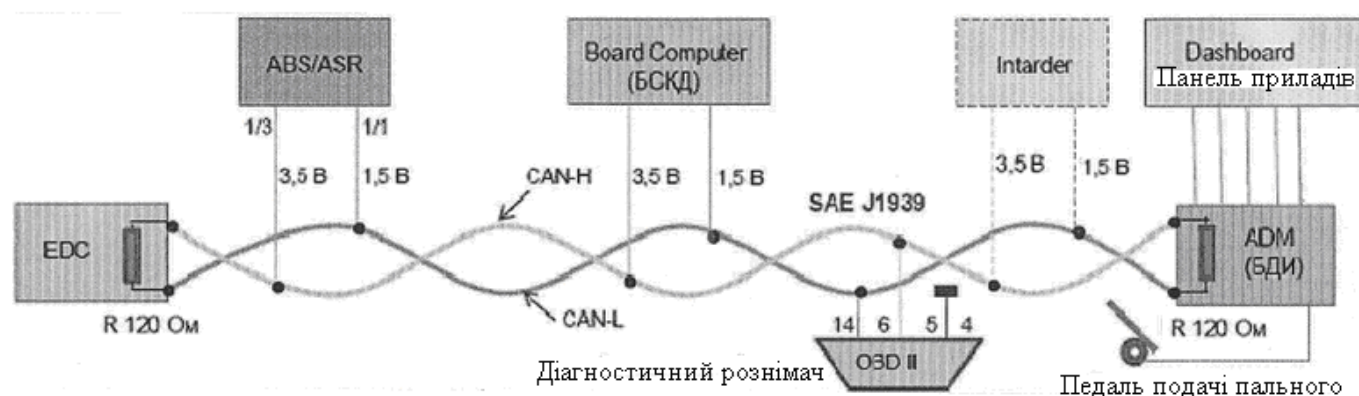 ABS/ASR
Board Computer
(БСКД)
Intarder
Dashboard
Панель приладів
1/3
1/1
3,5 В
1,5 В
CAN-H
3,5 В
1,5 В
SAE J1939
3,5 В
1,5 В
EDC
ADM
(БДИ)
R 120 Ом
CAN-L
14
6
5
4
R 120 Ом
OBD II
Діагностичний рознімач
Педаль подачі пального